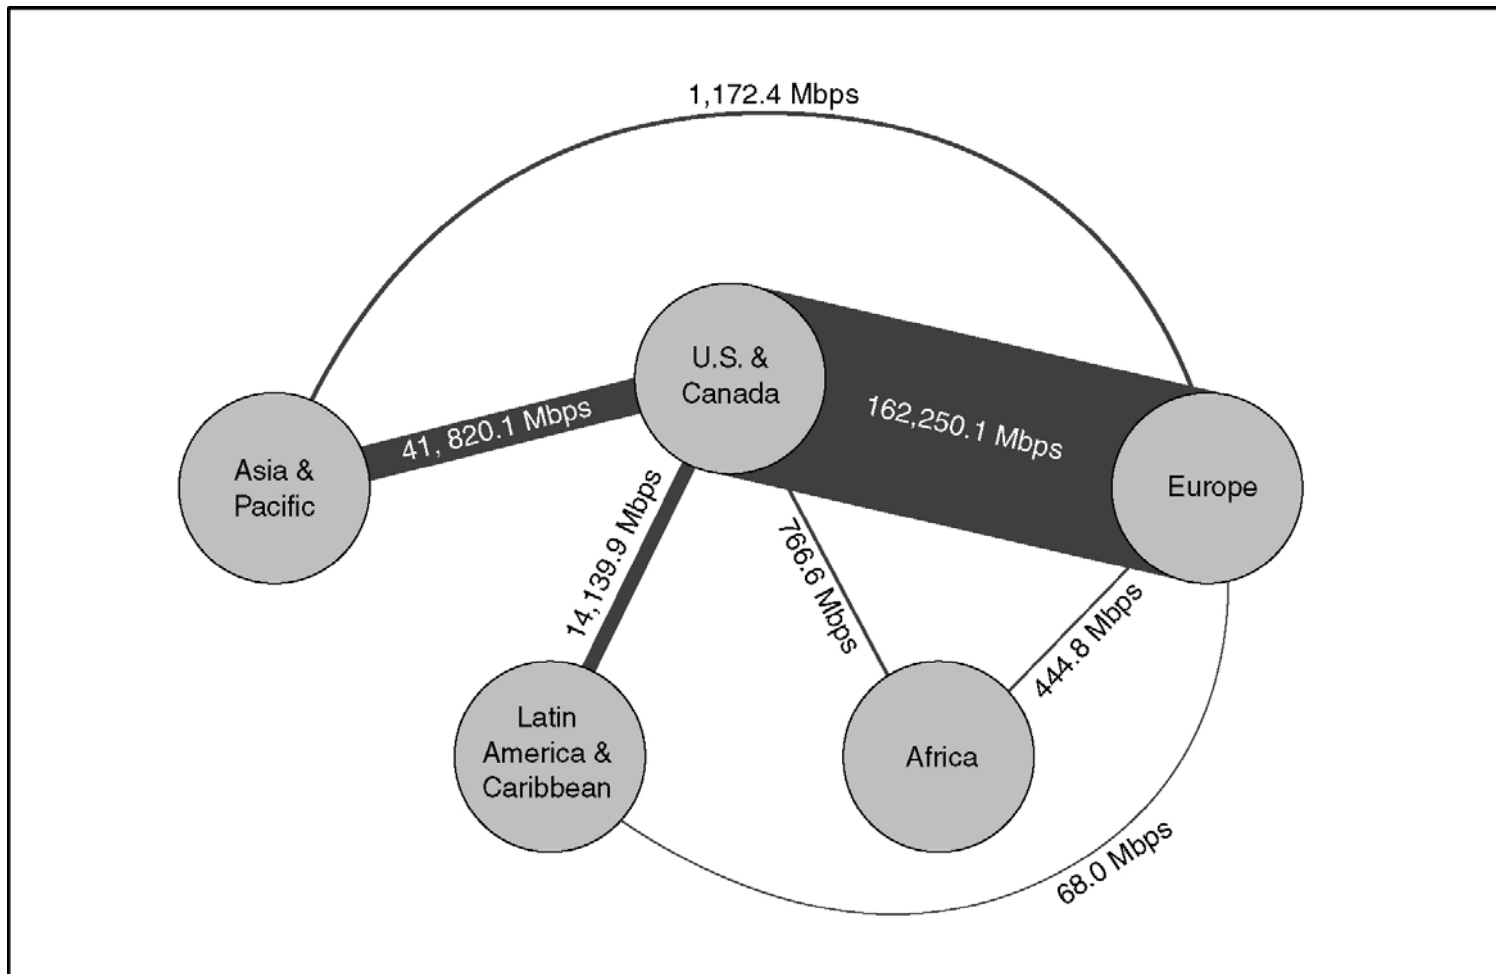 1,172.4 Mbps
U.S. &
Canada
162,250.1 Mbps
41, 820.1 Mbps
Asia &
Pacific
Europe
14,139.9 Mbps
766.6 Mbps
444.8 Mbps
Latin
America &
Caribbean
Africa
68.0 Mbps